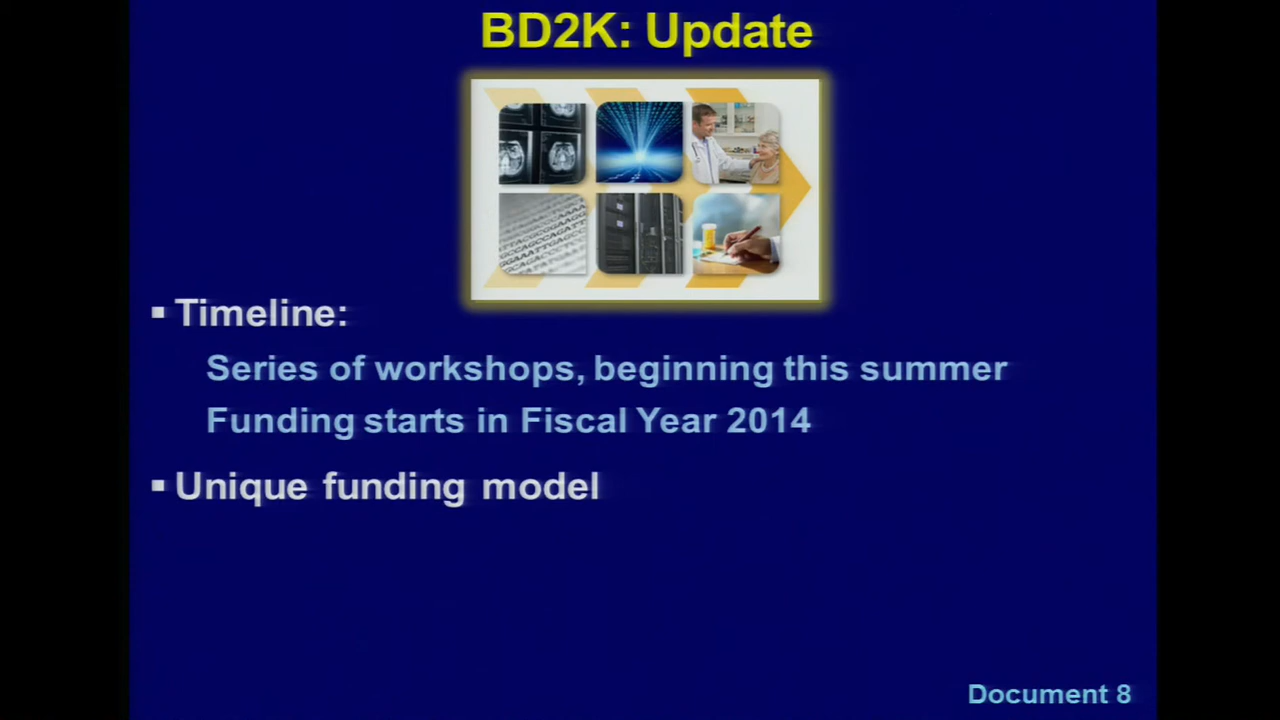 BD2K: Update
▪ Timeline:
Series of workshops, beginning this summer
Funding starts in Fiscal Year 2014
▪ Unique funding model
Document 8